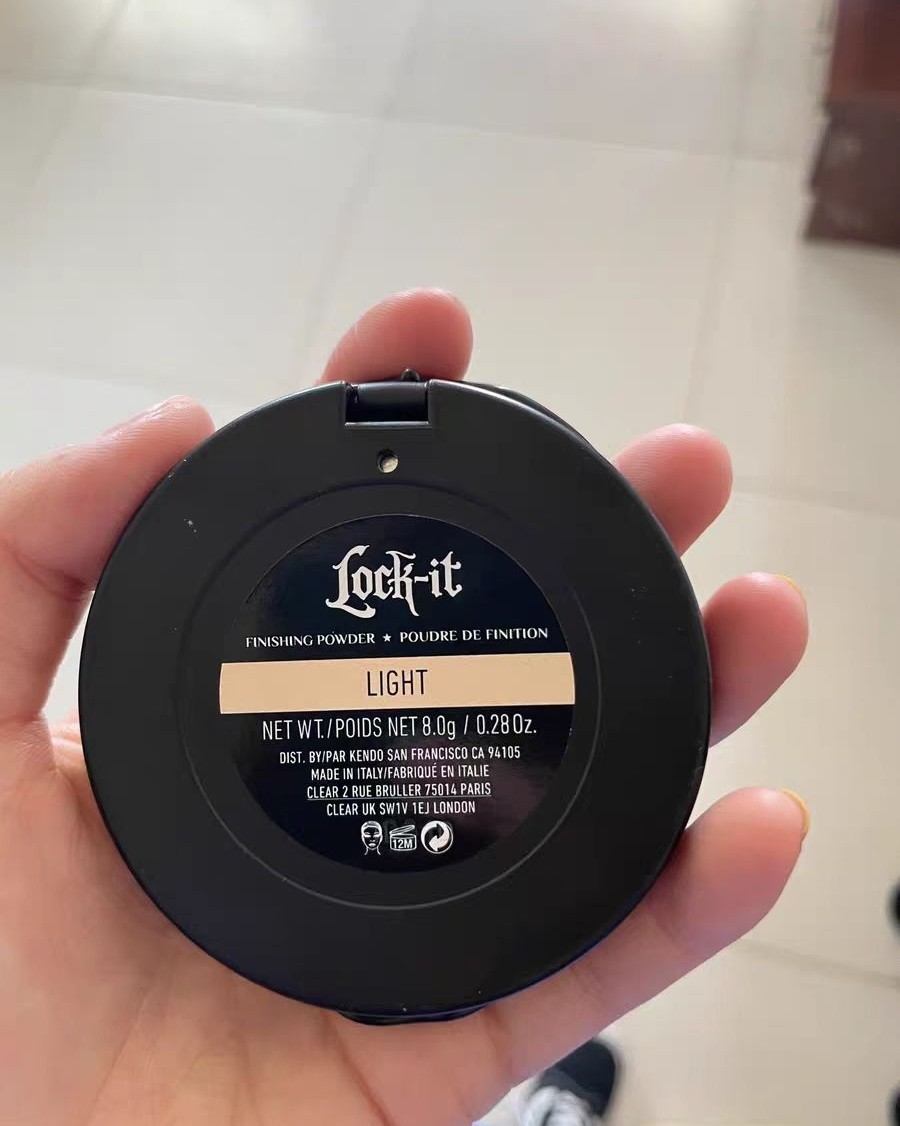 Lock-it
FINISHING POWDER ★ POUDRE DE FINITION
LIGHT
NET WT./POIDS NET 8.0g / 0.28 Oz.
DIST. BY/PAR KENDO SAN FRANCISCO CA 94105
MADE IN ITALY/FABRIQUÉ EN ITALIE
CLEAR 2 RUE BRULLER 75014 PARIS
CLEAR UK SW1V 1EJ LONDON
12M